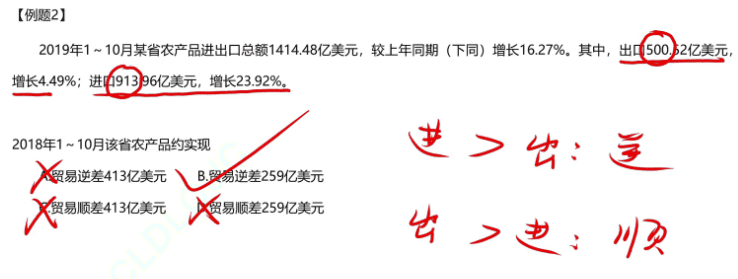 【例题2】
2019年1~10月某省农产品进出口总额1414.48亿美元，较上年同期（下同）增长16.27%。其中，出口500.52亿美元，
增长4.49%；进口913.96亿美元，增长23.92%。
2018年1~10月该省农产品约实现
进>出：逆
A.贸易逆差413亿美元 B.贸易逆差259亿美元
C.贸易顺差413亿美元 D.贸易顺差259亿美元
出>进：顺